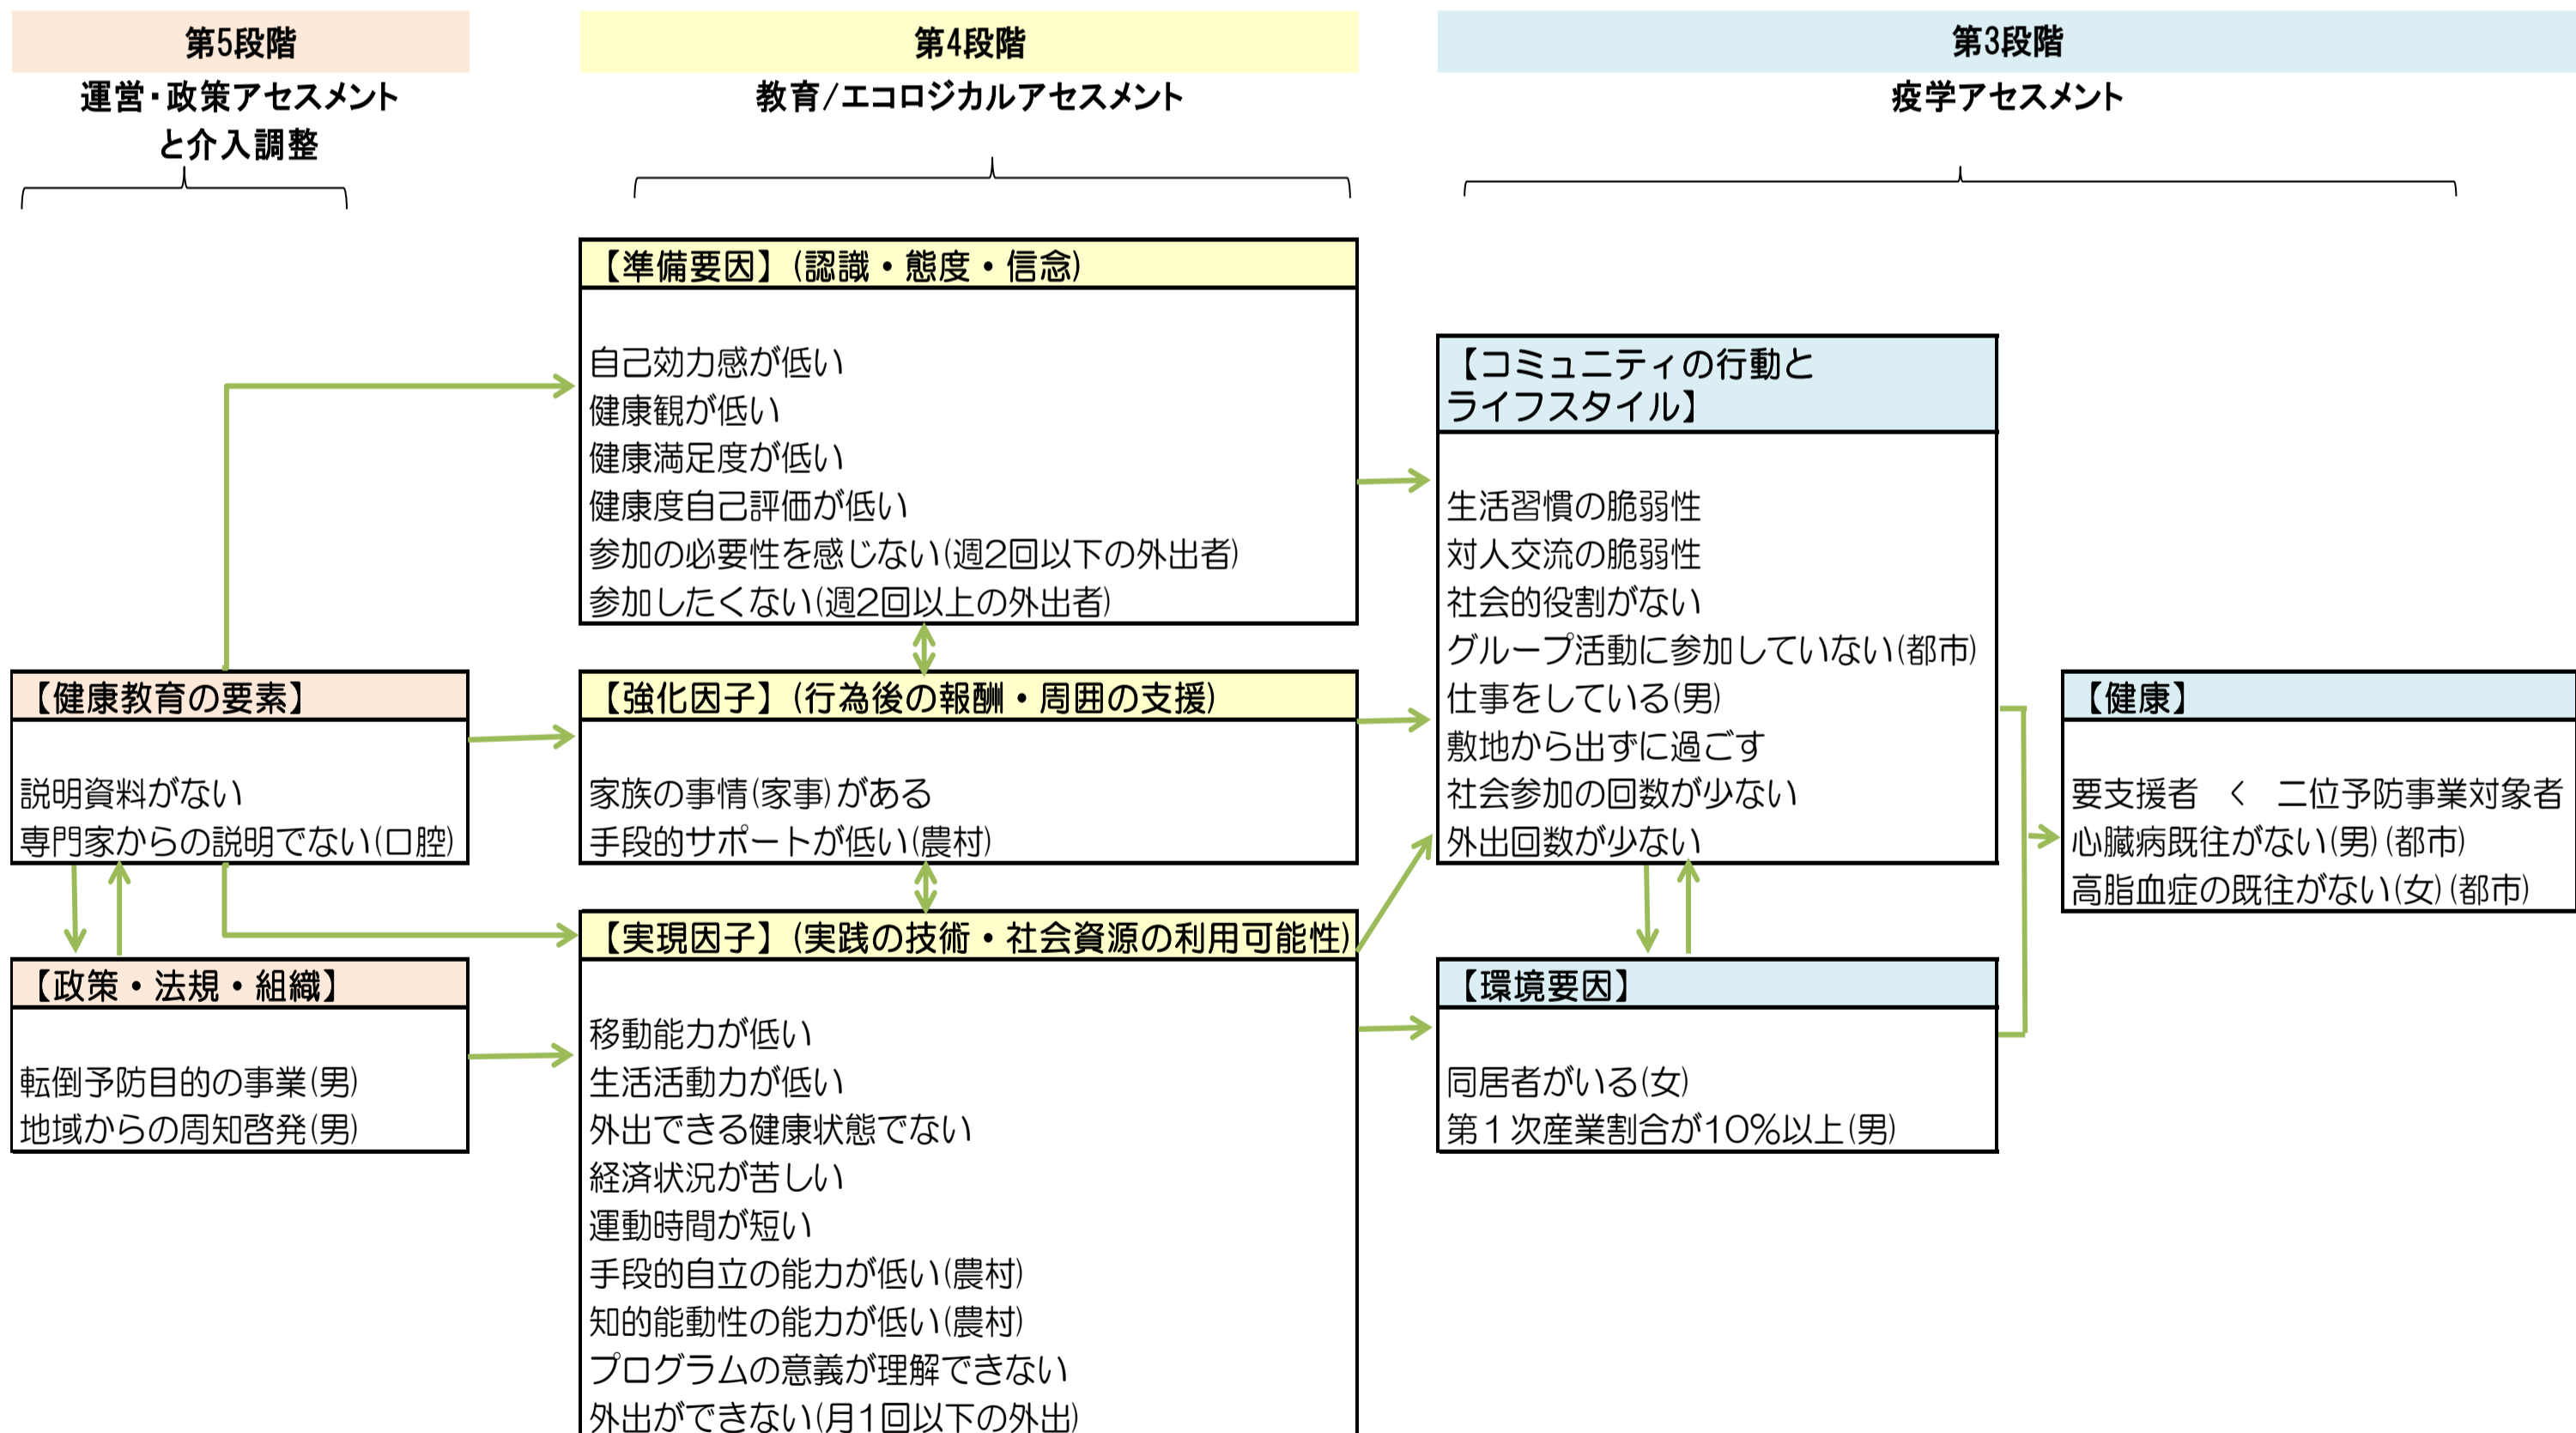 第5段階
運営・政策アセスメント
と介入調整
第4段階
教育/エコロジカルアセスメント
第3段階
疫学アセスメント
【準備要因】(認識・態度・信念)
自己効力感が低い
健康観が低い
健康満足度が低い
健康度自己評価が低い
参加の必要性を感じない(週2回以下の外出者)
参加したくない(週2回以上の外出者)
【健康教育の要素】
説明資料がない
専門家からの説明でない(口腔)
【強化因子】(行為後の報酬・周囲の支援)
家族の事情(家事)がある
手段的サポートが低い(農村)
【政策・法規・組織】
転倒予防目的の事業(男)
地域からの周知啓発(男)
【実現因子】(実践の技術・社会資源の利用可能性)
移動能力が低い
生活活動力が低い
外出できる健康状態でない
経済状況が苦しい
運動時間が短い
手段的自立の能力が低い(農村)
知的能動性の能力が低い(農村)
プログラムの意義が理解できない
外出ができない(月1回以下の外出)
【コミュニティの行動と
ライフスタイル】
生活習慣の脆弱性
対人交流の脆弱性
社会的役割がない
グループ活動に参加していない(都市)
仕事をしている(男)
敷地から出ずに過ごす
社会参加の回数が少ない
外出回数が少ない
【環境要因】
同居者がいる(女)
第１次産業割合が10%以上(男)
【健康】
要支援者　<　二位予防事業対象者
心臓病既往がない(男)(都市)
高脂血症の既往がない(女)(都市)